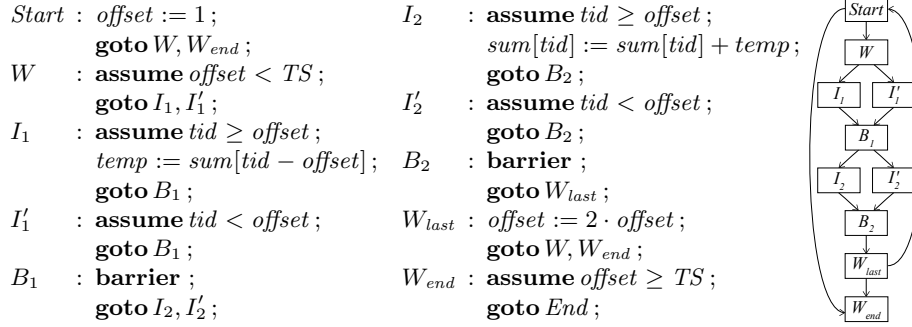 Start : offset := 1 ;
goto W, W_end ;
W : assume offset < TS ;
goto I_1, I′_1 ;
I_1 : assume tid ≥ offset ;
temp := sum[tid − offset] ;
goto B_1 ;
I′_1 : assume tid < offset ;
goto B_1 ;
B_1 : barrier ;
goto I_2, I′_2 ;
I_2 : assume tid ≥ offset ;
sum[tid] := sum[tid] + temp ;
goto B_2 ;
I′_2 : assume tid < offset ;
goto B_2 ;
B_2 : barrier ;
goto W_last ;
W_last : offset := 2 · offset ;
goto W, W_end ;
W_end : assume offset ≥ TS ;
goto End ;
Start
W
I_1 I′_1
B_1
I_2 I′_2
B_2
W_last
W_end